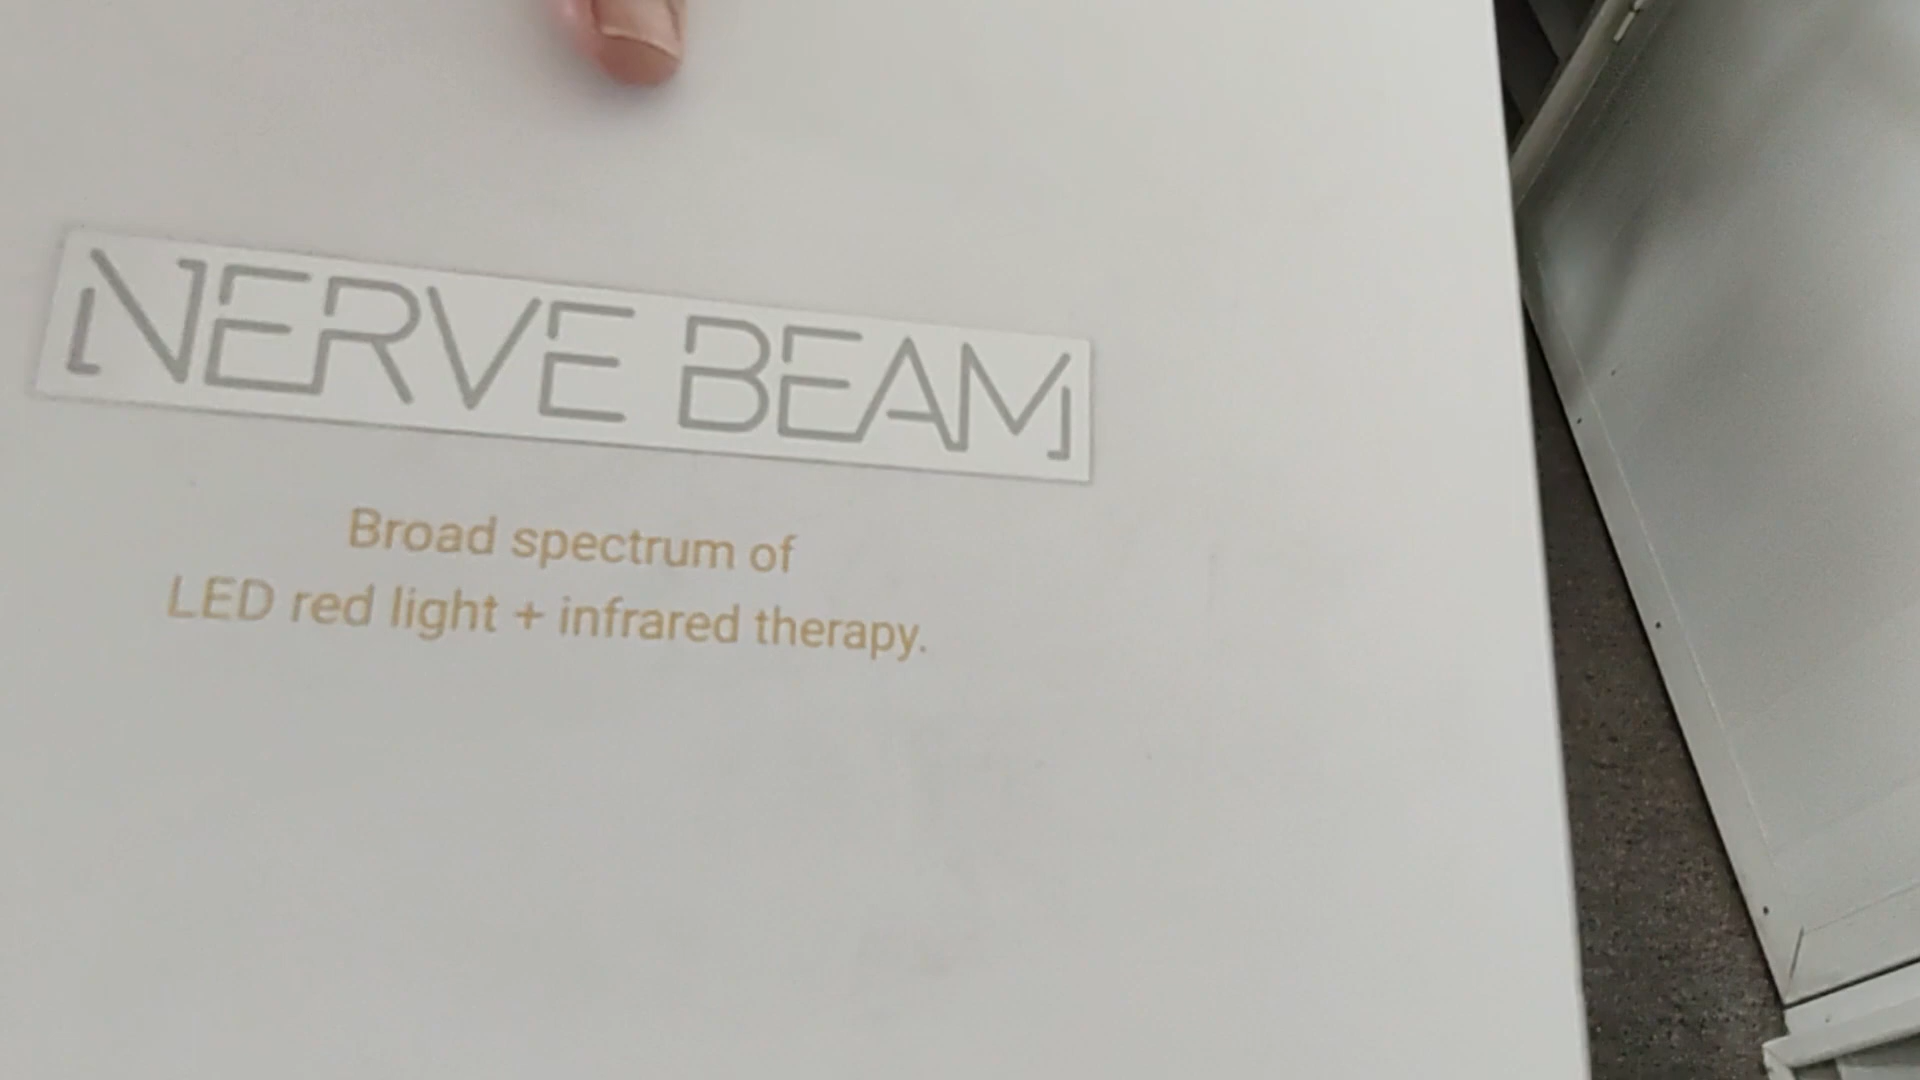 NERVE BEAM
Broad spectrum of
LED red light + infrared therapy.